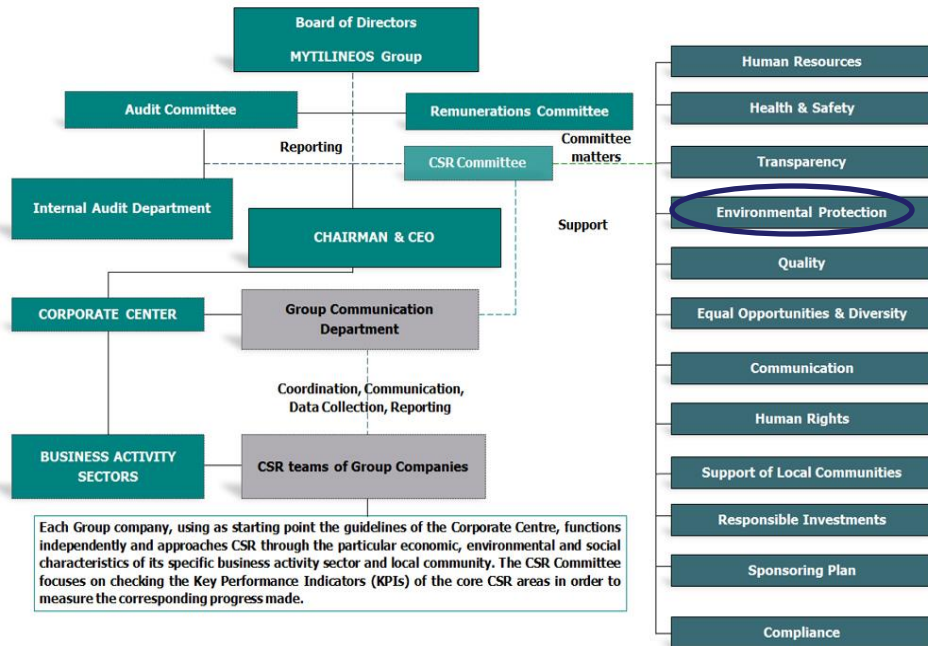 Board of Directors
MYTILINEOS Group
Audit Committee
Remunerations Committee
Reporting
CSR Committee
Committee
matters
Internal Audit Department
CHAIRMAN & CEO
Support
CORPORATE CENTER
Group Communication
Department
Coordination, Communication,
Data Collection, Reporting
BUSINESS ACTIVITY
SECTORS
CSR teams of Group Companies
Each Group company, using as starting point the guidelines of the Corporate Centre, functions
independently and approaches CSR through the particular economic, environmental and social
characteristics of its specific business activity sector and local community. The CSR Committee
focuses on checking the Key Performance Indicators (KPIs) of the core CSR areas in order to
measure the corresponding progress made.
Human Resources
Health & Safety
Transparency
Environmental Protection
Quality
Equal Opportunities & Diversity
Communication
Human Rights
Support of Local Communities
Responsible Investments
Sponsoring Plan
Compliance